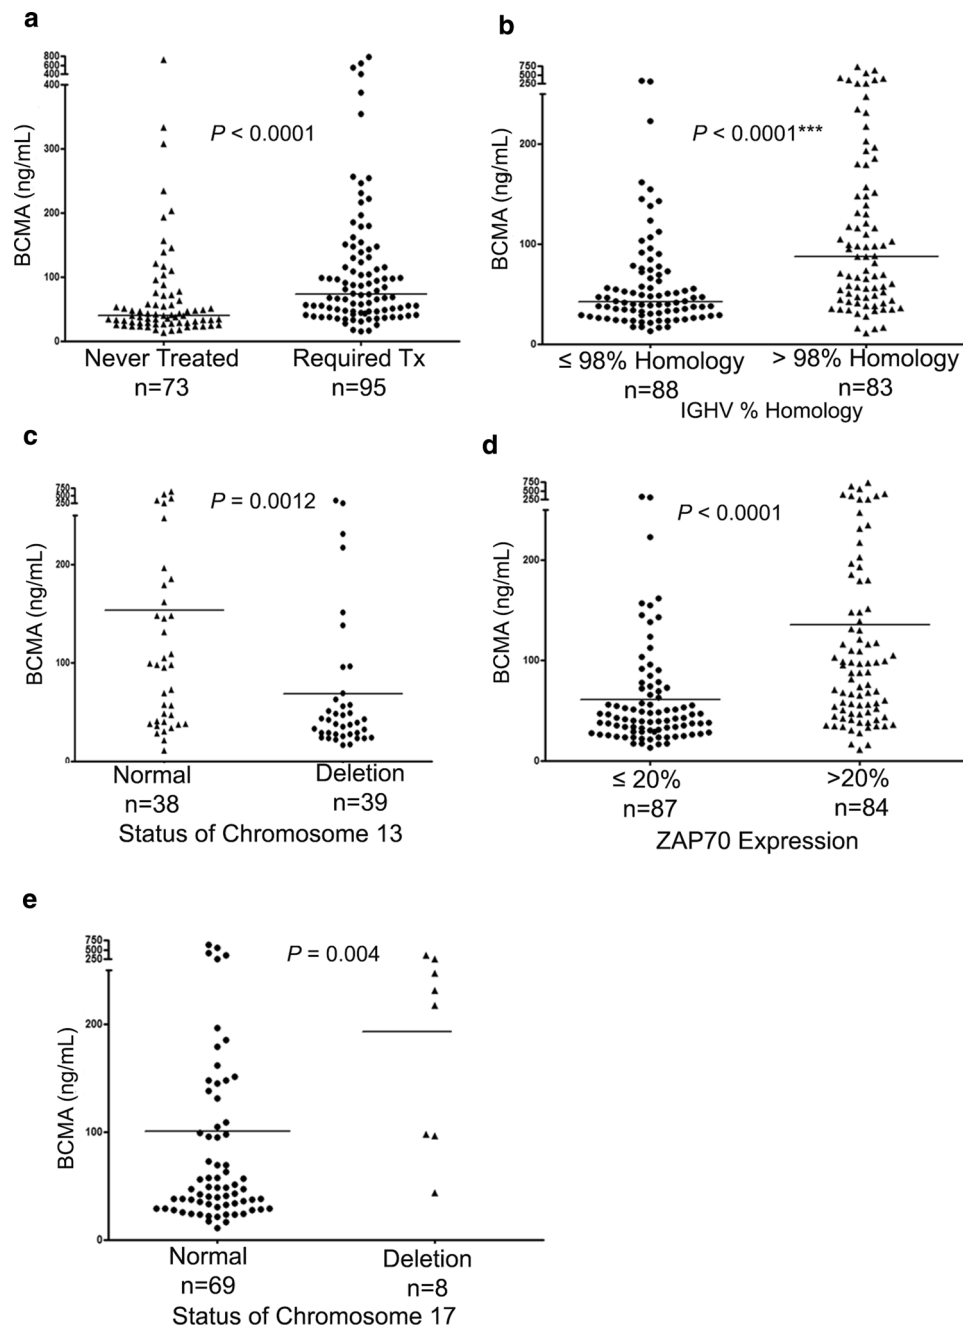 a
800
600
400
400
300
200
100
0
BCMA (ng/mL)
P < 0.0001
Never Treated
n=73
Required Tx
n=95
b
750
500
250
200
100
0
BCMA (ng/mL)
P < 0.0001***
≤ 98% Homology
n=88
> 98% Homology
n=83
IGHV % Homology
c
750
500
250
200
100
0
BCMA (ng/mL)
P = 0.0012
Normal
n=38
Deletion
n=39
Status of Chromosome 13
d
750
500
250
200
100
0
BCMA (ng/mL)
P < 0.0001
≤ 20%
n=87
>20%
n=84
ZAP70 Expression
e
750
500
250
200
100
0
BCMA (ng/mL)
P = 0.004
Normal
n=69
Deletion
n=8
Status of Chromosome 17